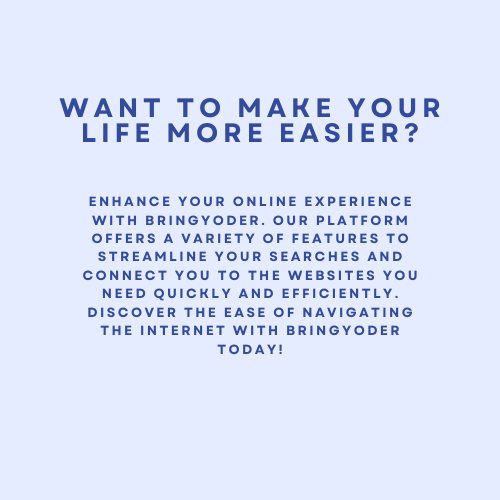 WANT TO MAKE YOUR
LIFE MORE EASIER?
ENHANCE YOUR ONLINE EXPERIENCE
WITH BRINGYODER. OUR PLATFORM
OFFERS A VARIETY OF FEATURES TO
STREAMLINE YOUR SEARCHES AND
CONNECT YOU TO THE WEBSITES YOU
NEED QUICKLY AND EFFICIENTLY.
DISCOVER THE EASE OF NAVIGATING
THE INTERNET WITH BRINGYODER
TODAY!